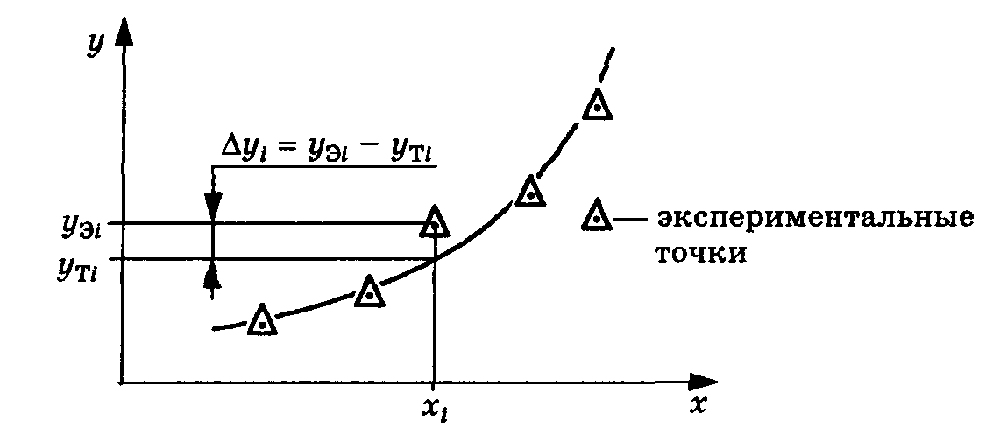 y
Δyi = yЭi − yТi
yЭi
yТi
— экспериментальные
точки
xi
x